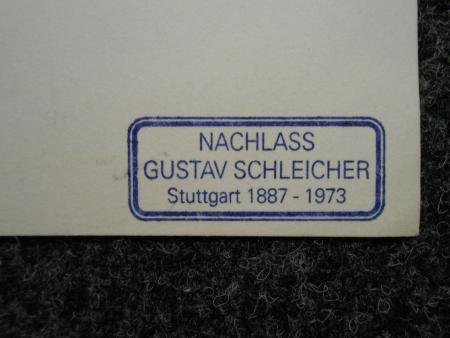 NACHLASS
GUSTAV SCHLEICHER
Stuttgart 1887 - 1973